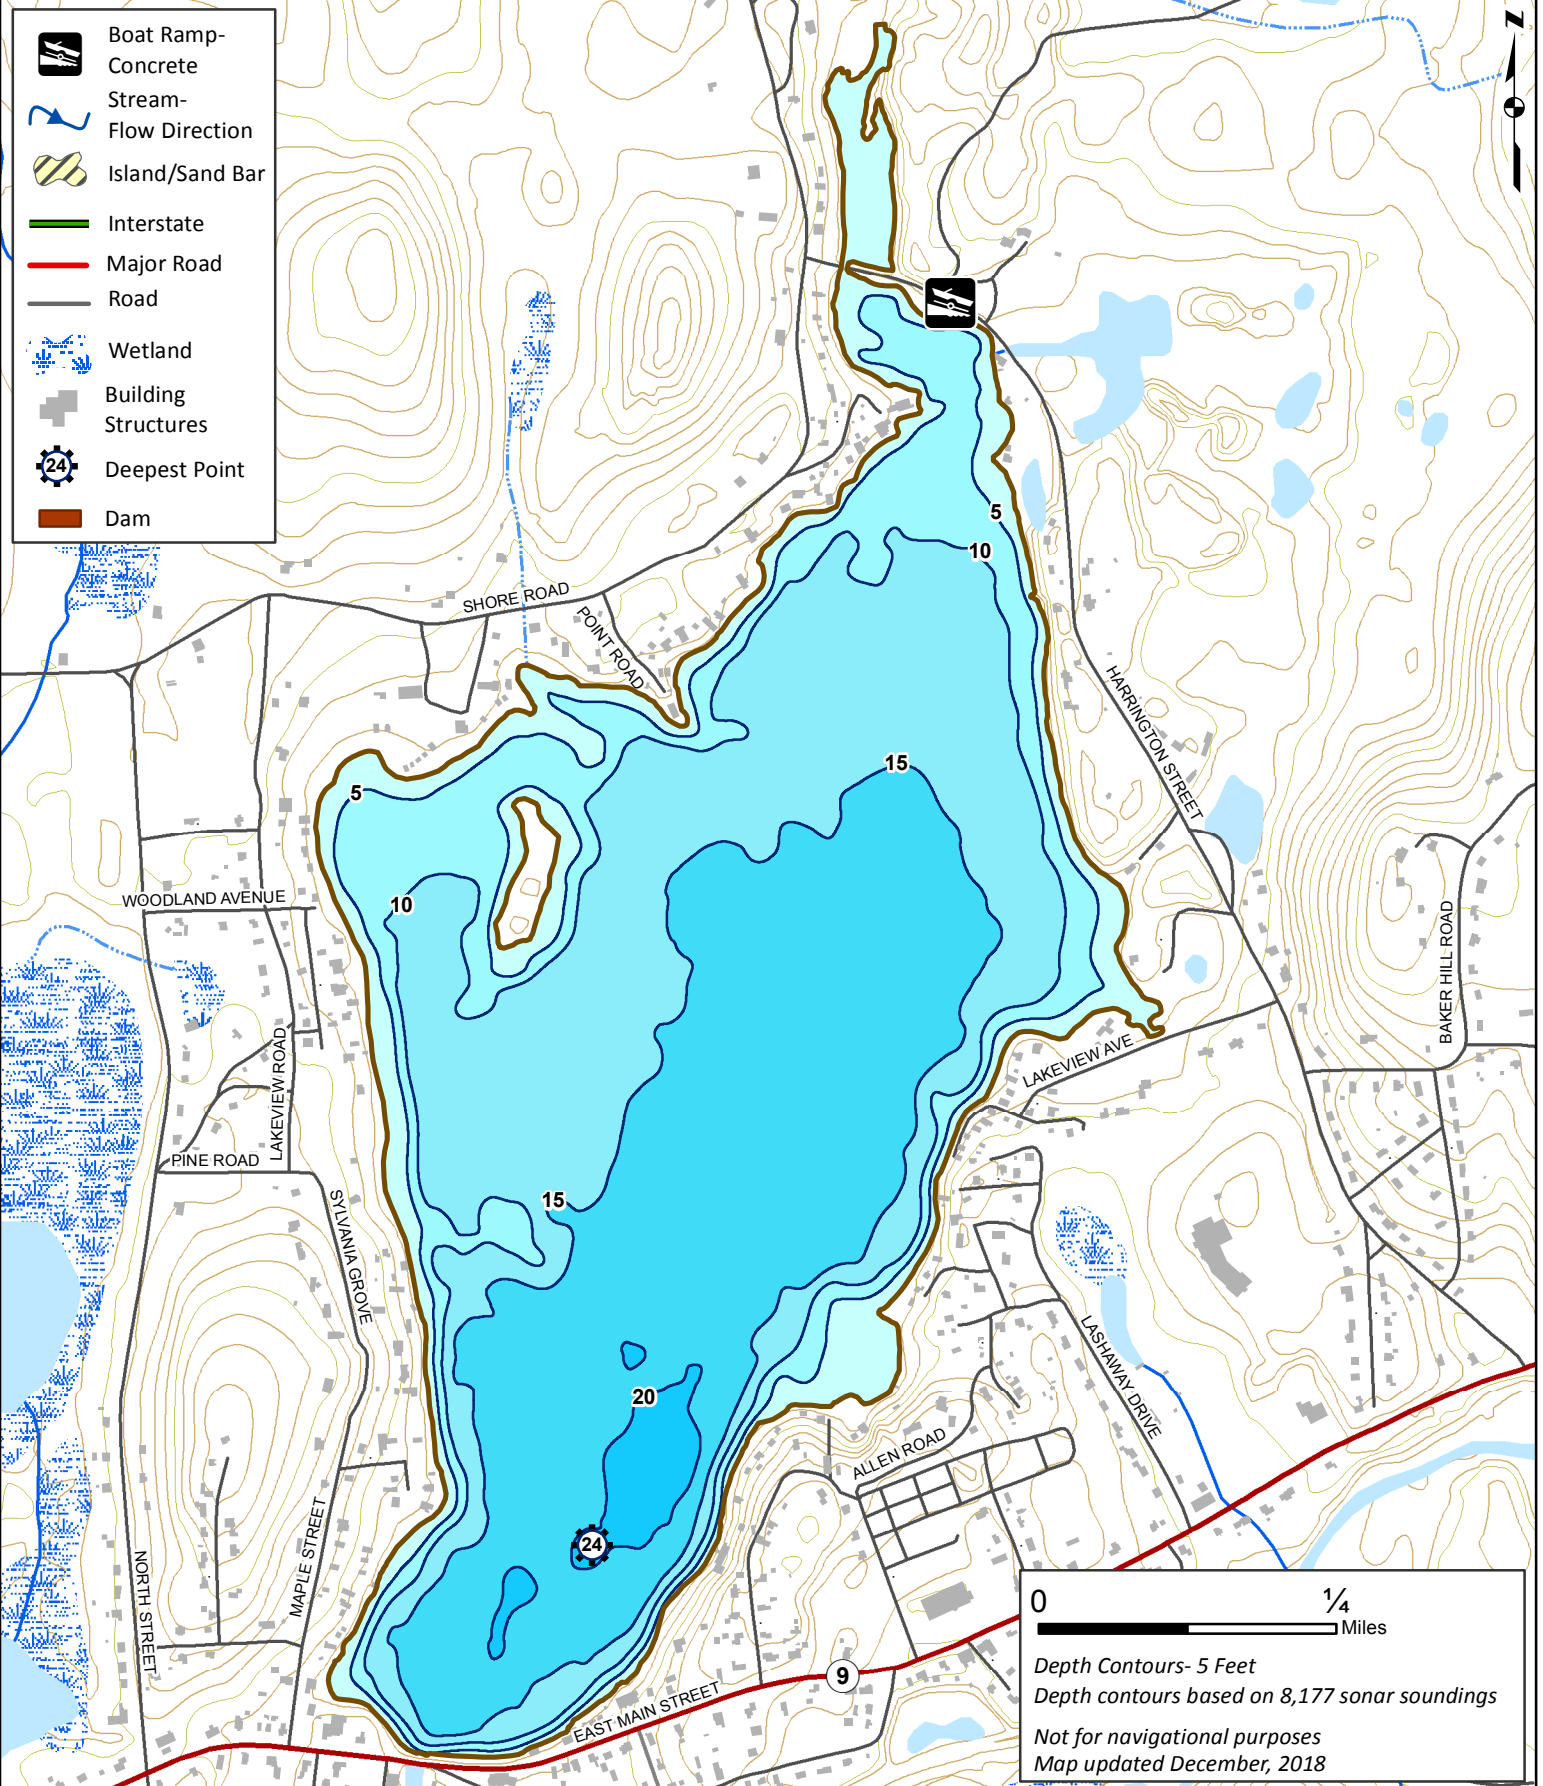 Boat Ramp-
Concrete
Stream-
Flow Direction
Island/Sand Bar
Interstate
Major Road
Road
Wetland
Building
Structures
24
Deepest Point
Dam
N
5
10
SHORE ROAD
POINT ROAD
HARRINGTON STREET
15
5
WOODLAND AVENUE
10
BAKER HILL ROAD
LAKEVIEW ROAD
LAKEVIEW AVE
PINE ROAD
SYLVANIA GROVE
15
20
LASHAWAY DRIVE
ALLEN ROAD
24
MAPLE STREET
NORTH STREET
9
EAST MAIN STREET
0 ¼
Miles
Depth Contours- 5 Feet
Depth contours based on 8,177 sonar soundings
Not for navigational purposes
Map updated December, 2018